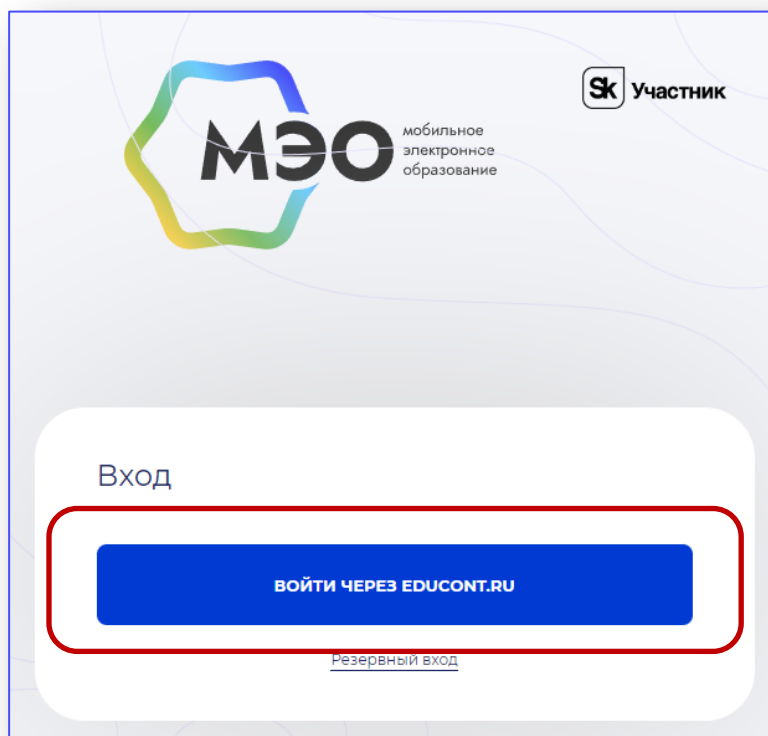 Sk Участник
МЭО
мобильное
электронное
образование
Вход
ВОЙТИ ЧЕРЕЗ EDUCONT.RU
Резервный вход